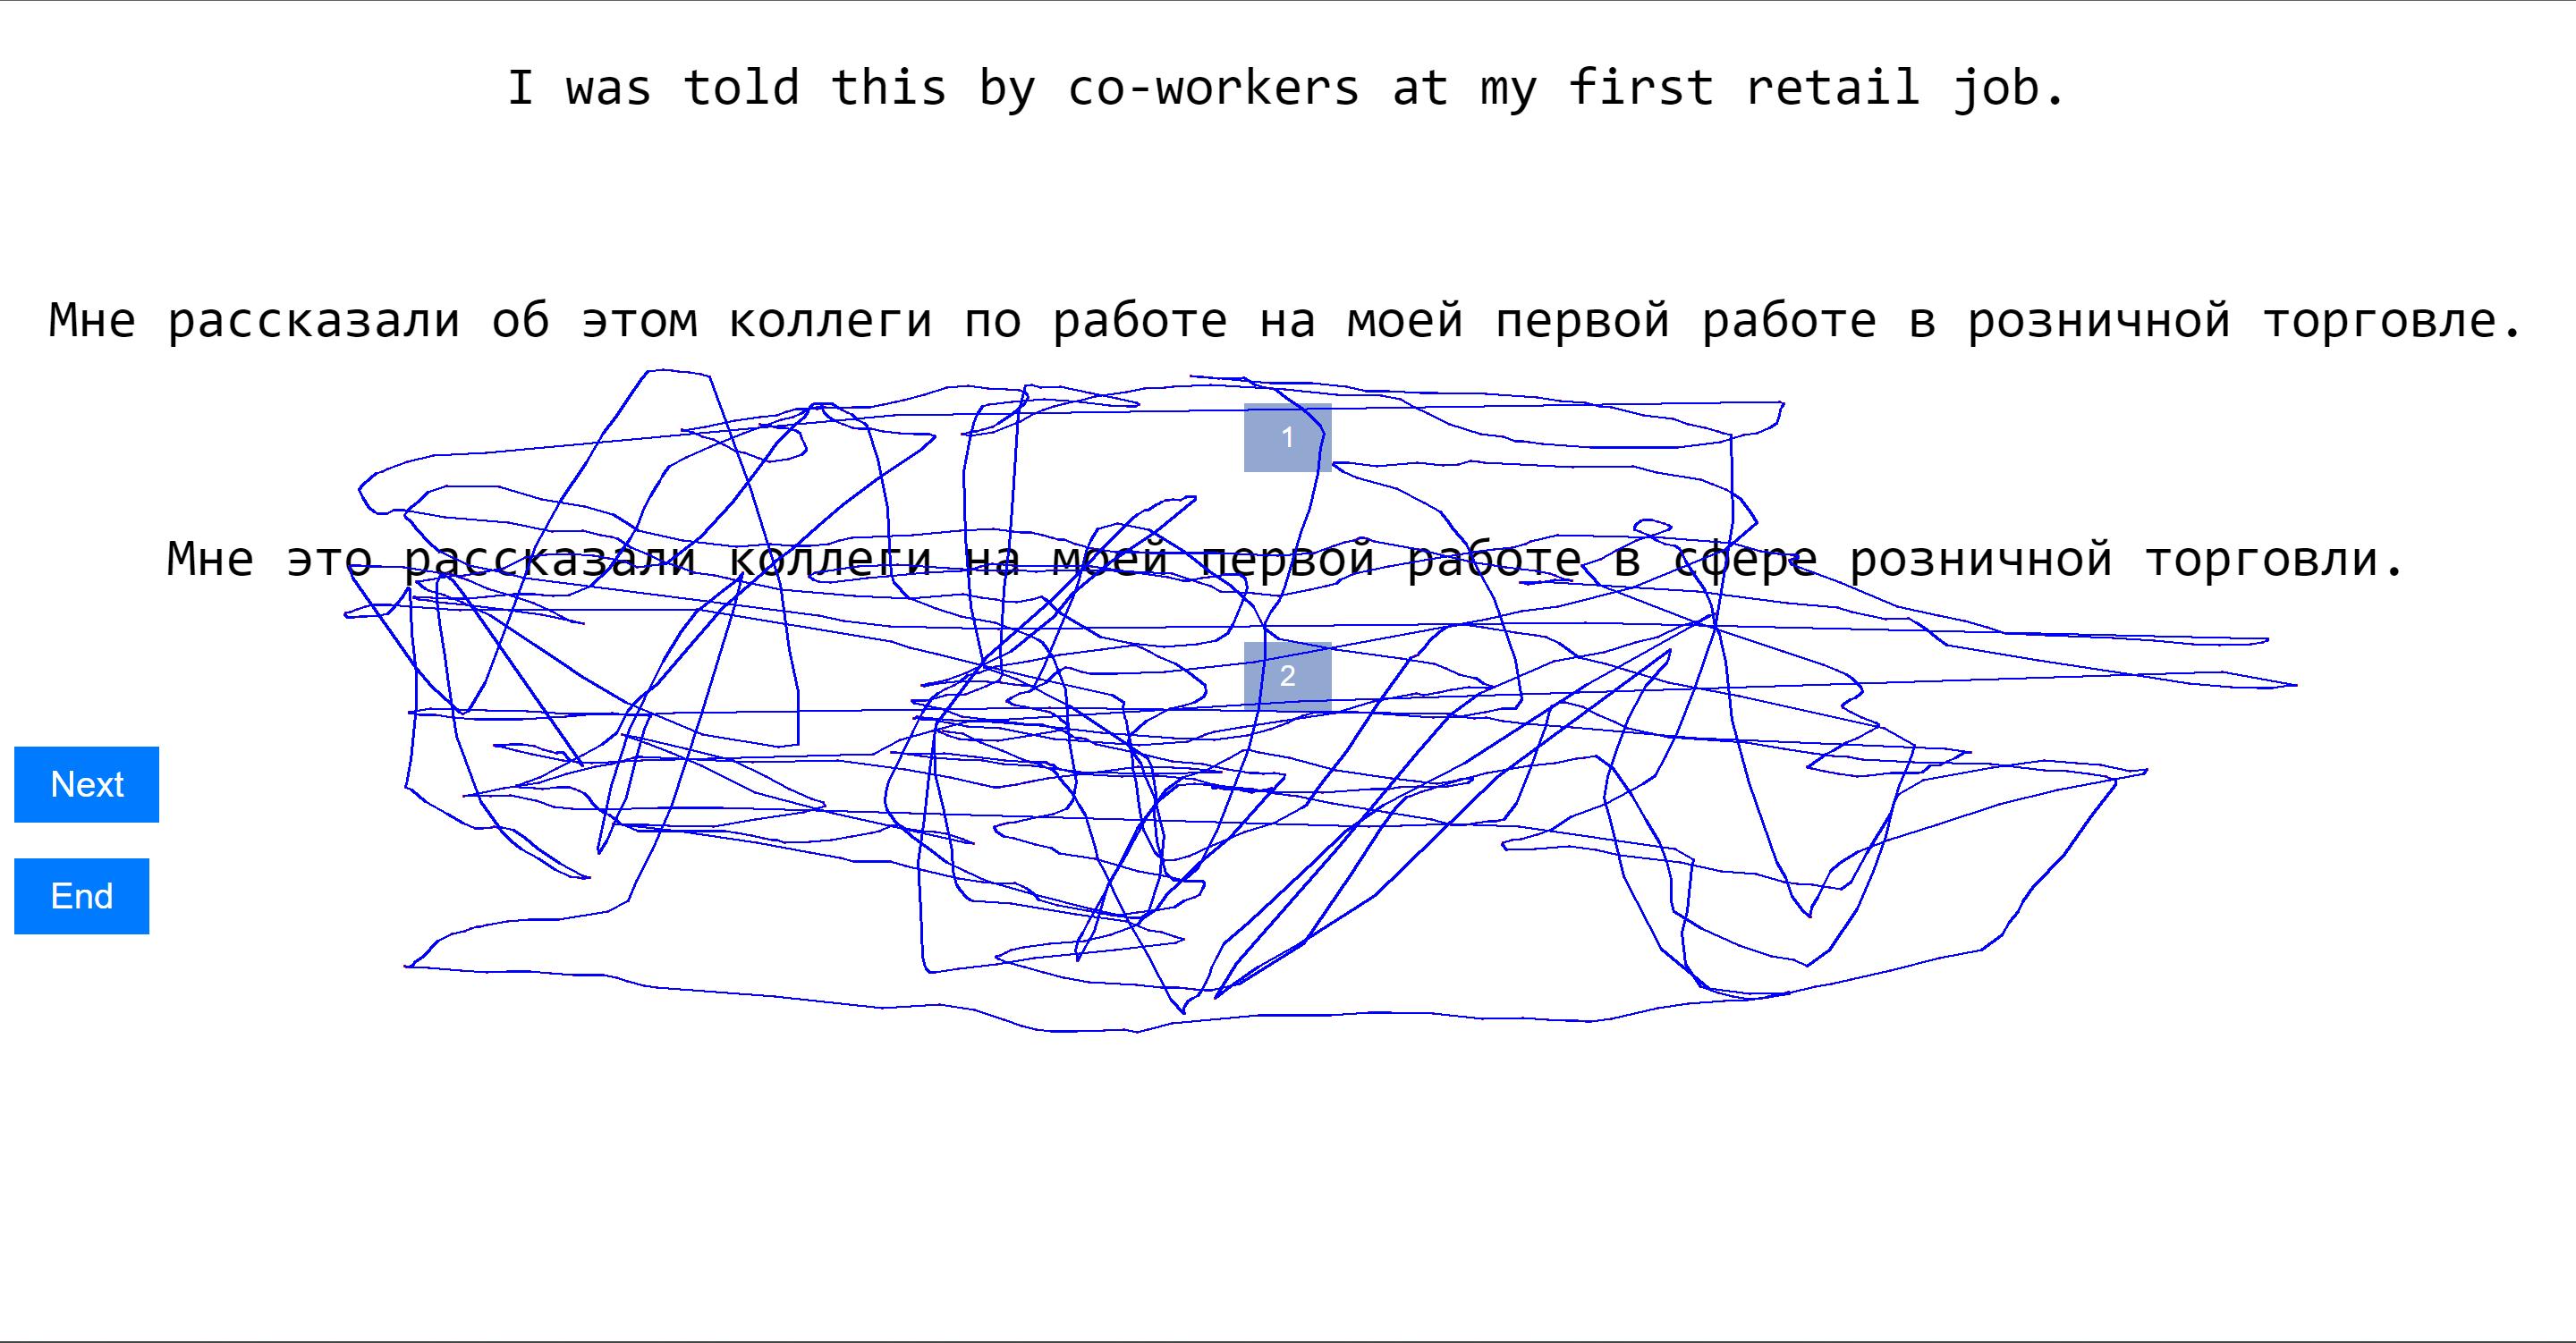 I was told this by co-workers at my first retail job.
Мне рассказали об этом коллеги по работе на моей первой работе в розничной торговле.
1
Мне это рассказали коллеги на моей первой работе в сфере розничной торговли.
2
Next
End